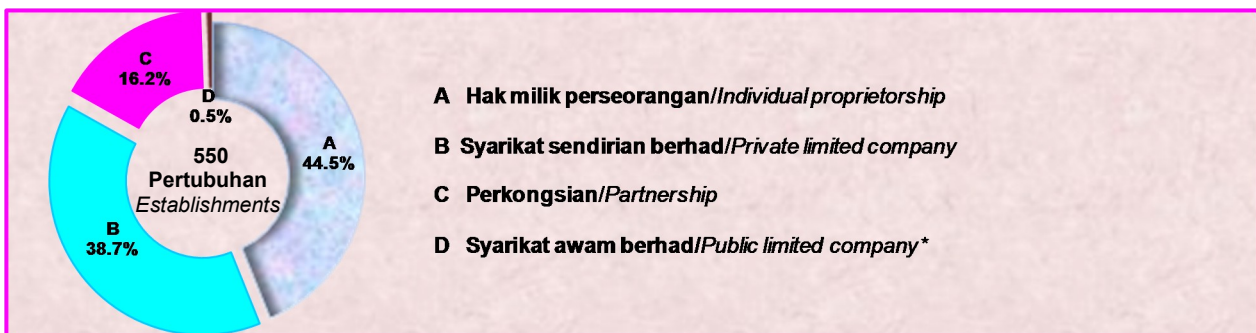 C
16.2%
D
0.5%
A
44.5%
550
Pertubuhan
Establishments
B
38.7%
A Hak milik perseorangan/Individual proprietorship
B Syarikat sendirian berhad/Private limited company
C Perkongsian/Partnership
D Syarikat awam berhad/Public limited company*